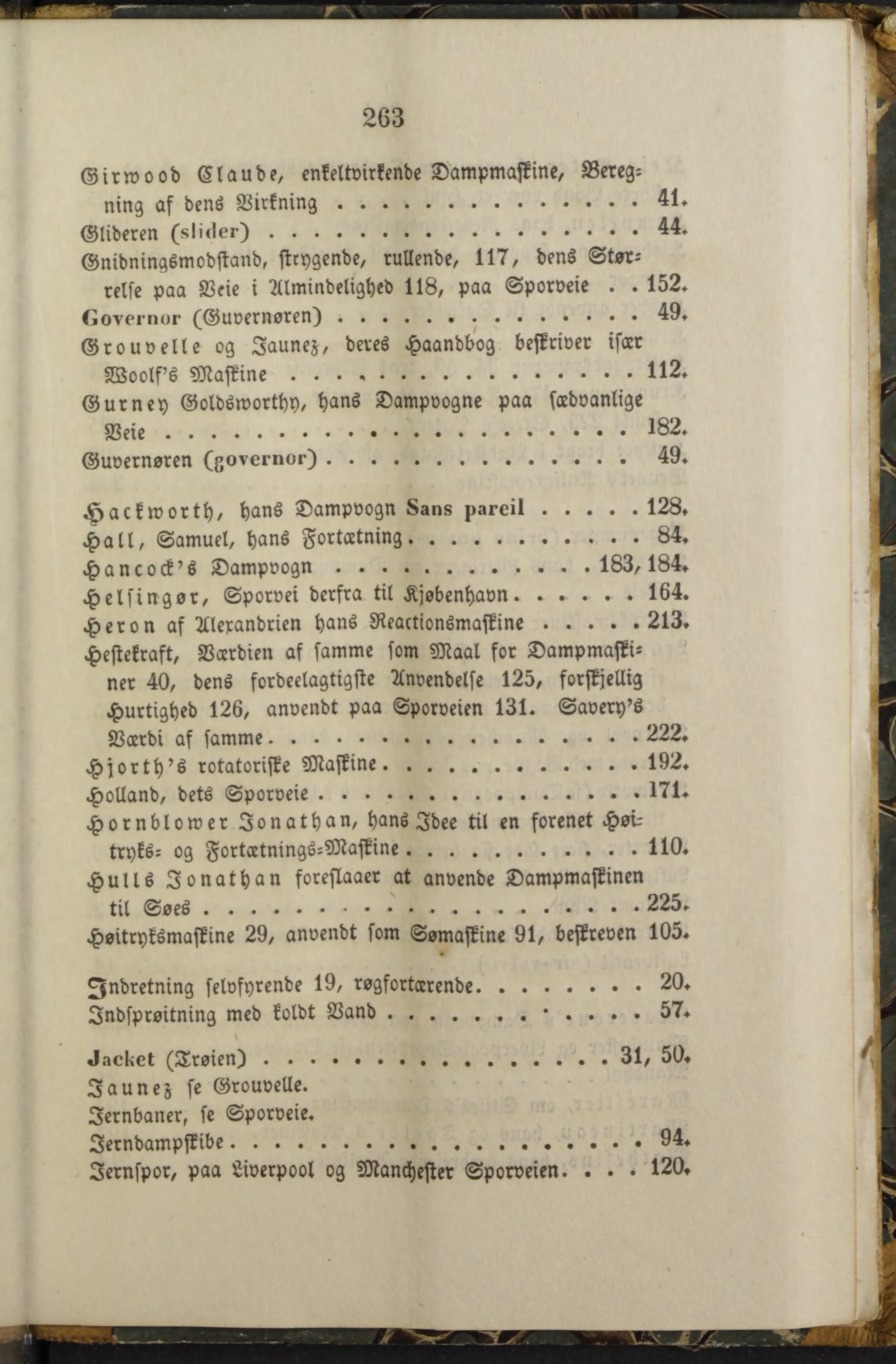 263
Girwood Claude, enkeltvirkende Dampmaskine, Bereg-
ning af dens Virkning . . . . . . . . . . . . . . 41.
Glideren (slider) . . . . . . . . . . . . . . . . . 44.
Gnidningsmodstand, strygende, rullende, 117, dens Stør-
relse paa Veie i Almindelighed 118, paa Sporveie . . 152.
Governor (Guvernøren) . . . . . . . . . . . . . . 49.
Grouvelle og Jaunez, deres Haandbog beskriver især
Woolf's Maskine . . . . . . . . . . . . . . . . 112.
Gurney Goldsworthy, hans Dampvogne paa sædvanlige
Veie . . . . . . . . . . . . . . . . . . . . . . 182.
Guvernøren (governor) . . . . . . . . . . . . . . 49.
Hackworth, hans Dampvogn Sans pareil . . . . . 128.
Hall, Samuel, hans Fortætning . . . . . . . . . . . 84.
Hancock's Dampvogn . . . . . . . . . . . . 183, 184.
Helsingør, Sporvei derfra til Kjøbenhavn . . . . . . 164.
Heron af Alexandrien hans Reactionsmaskine . . . . . 213.
Hestekraft, Værdien af samme som Maal for Dampmaski-
ner 40, dens fordeelagtigste Anvendelse 125, forskjellig
Hurtighed 126, anvendt paa Sporveien 131. Savery's
Værdi af samme . . . . . . . . . . . . . . . . . 222.
Hjorth's rotatoriske Maskine . . . . . . . . . . . . 192.
Holland, dets Sporveie . . . . . . . . . . . . . . . 171.
Hornblower Jonathan, hans Idee til en forenet Høi-
tryks- og Fortætnings-Maskine . . . . . . . . . . . 110.
Hulls Jonathan foreslaaer at anvende Dampmaskinen
til Søes . . . . . . . . . . . . . . . . . . . . 225.
Høitryksmaskine 29, anvendt som Sømaskine 91, beskreven 105.
Indretning selvfyrende 19, røgfortærende . . . . . . . . 20.
Indsprøitning med koldt Vand . . . . . . . . . . . . 57.
Jacket (Trøien) . . . . . . . . . . . . . . . . 31, 50.
Jaunez se Grouvelle.
Jernbaner, se Sporveie.
Jerndampskibe . . . . . . . . . . . . . . . . . . 94.
Jernspor, paa Liverpool og Manchester Sporveien . . . . 120.